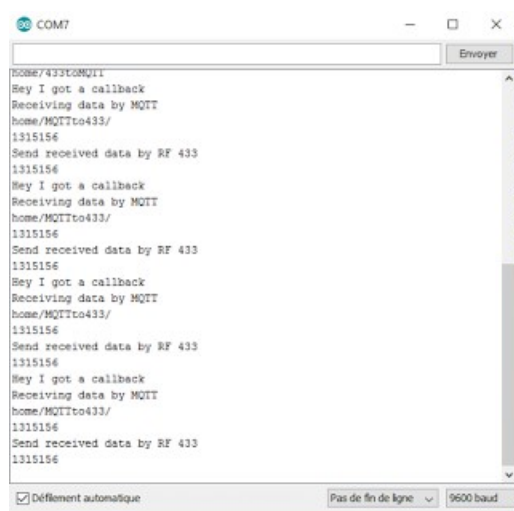 COM7
Envoyer
home/433toMQTT
Hey I got a callback
Receiving data by MQTT
home/MQTTto433/
1315156
Send received data by RF 433
1315156
Hey I got a callback
Receiving data by MQTT
home/MQTTto433/
1315156
Send received data by RF 433
1315156
Hey I got a callback
Receiving data by MQTT
home/MQTTto433/
1315156
Send received data by RF 433
1315156
Hey I got a callback
Receiving data by MQTT
home/MQTTto433/
1315156
Send received data by RF 433
1315156
Défilement automatique
Pas de fin de ligne
9600 baud